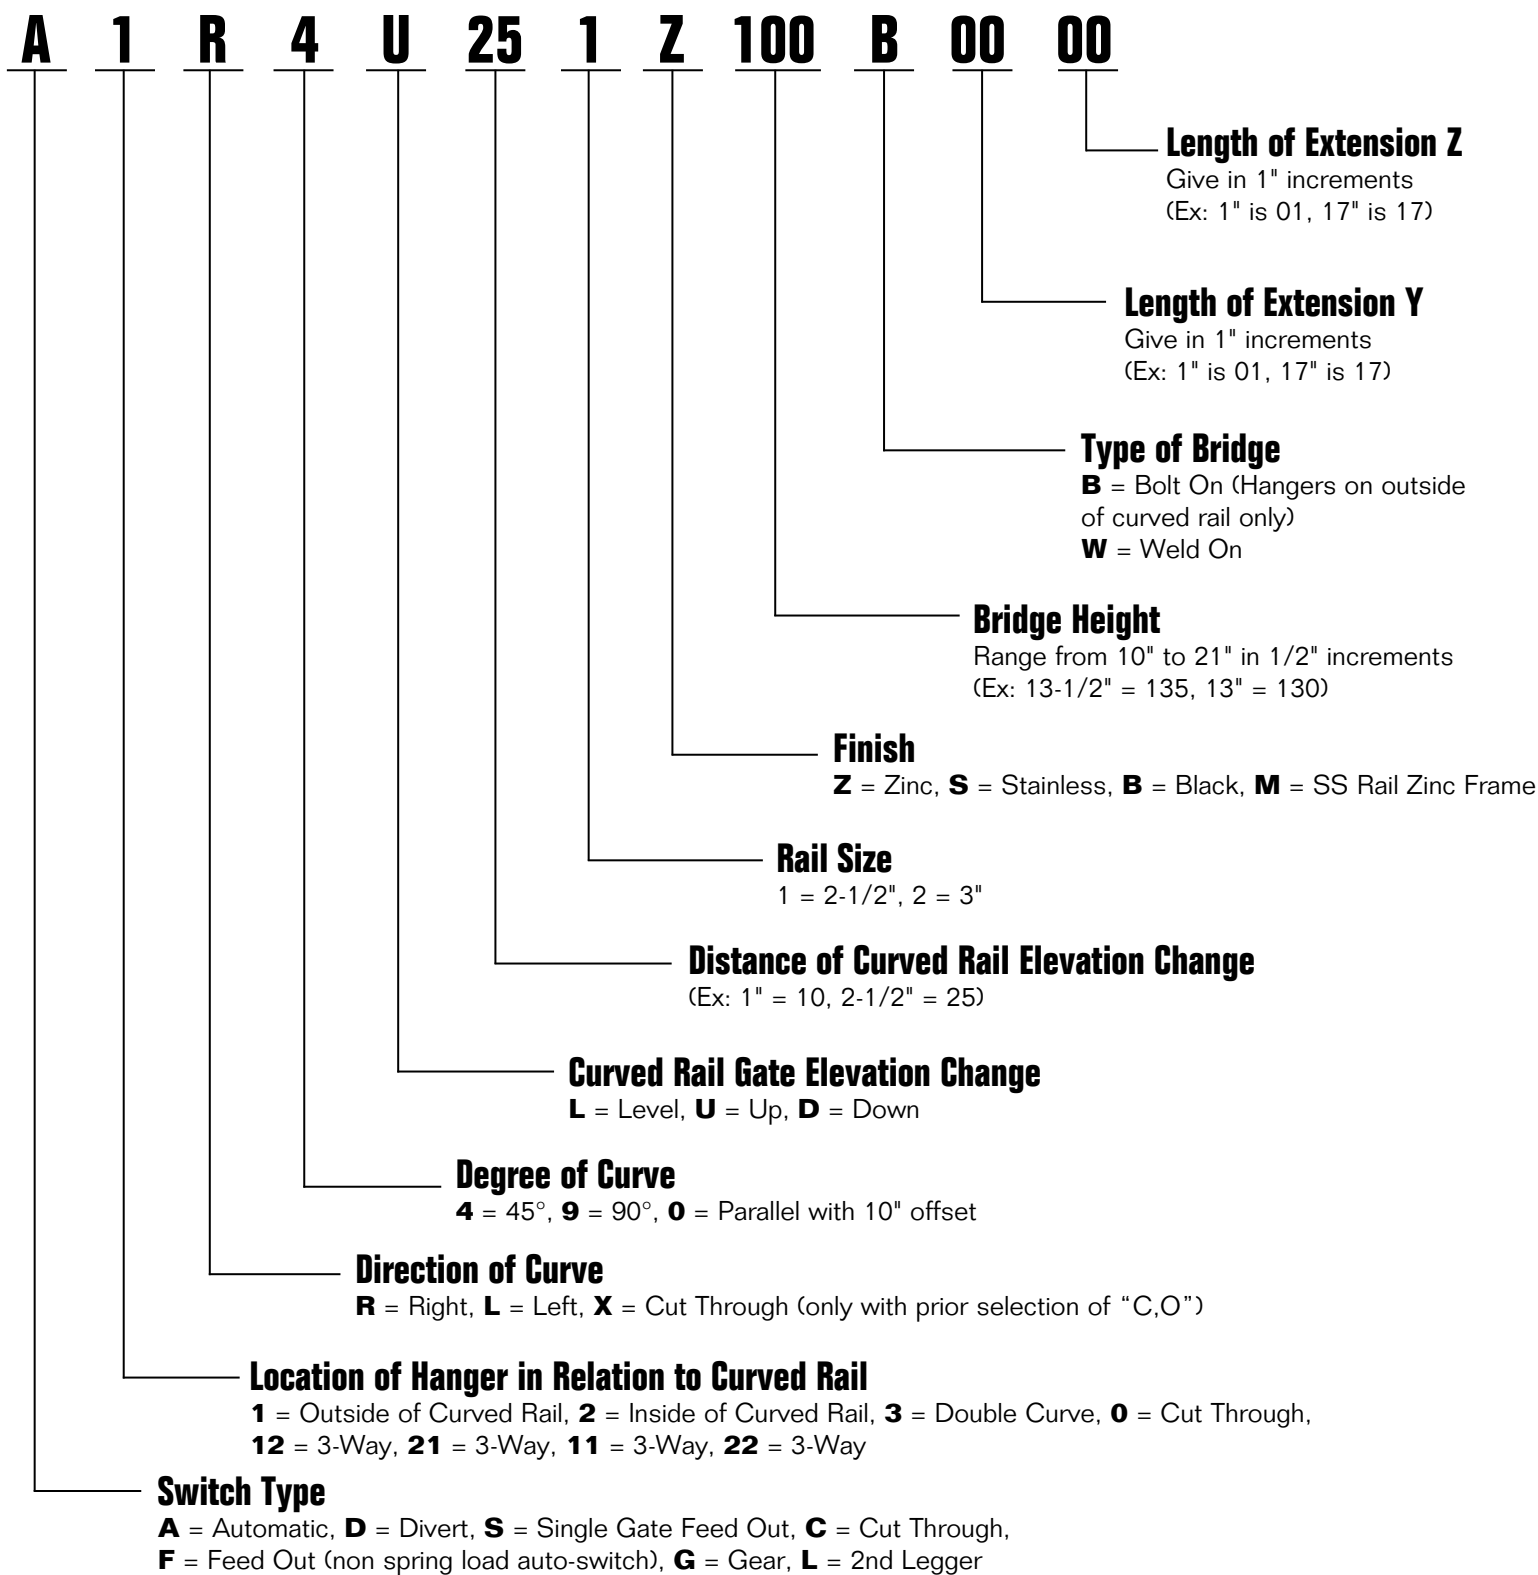 A 1 R 4 U 25 1 Z 100 B 00 00
Length of Extension Z
Give in 1" increments
(Ex: 1" is 01, 17" is 17)
Length of Extension Y
Give in 1" increments
(Ex: 1" is 01, 17" is 17)
Type of Bridge
B = Bolt On (Hangers on outside
of curved rail only)
W = Weld On
Bridge Height
Range from 10" to 21" in 1/2" increments
(Ex: 13-1/2" = 135, 13" = 130)
Finish
Z = Zinc, S = Stainless, B = Black, M = SS Rail Zinc Frame
Rail Size
1 = 2-1/2", 2 = 3"
Distance of Curved Rail Elevation Change
(Ex: 1" = 10, 2-1/2" = 25)
Curved Rail Gate Elevation Change
L = Level, U = Up, D = Down
Degree of Curve
4 = 45°, 9 = 90°, 0 = Parallel with 10" offset
Direction of Curve
R = Right, L = Left, X = Cut Through (only with prior selection of “C,O”)
Location of Hanger in Relation to Curved Rail
1 = Outside of Curved Rail, 2 = Inside of Curved Rail, 3 = Double Curve, 0 = Cut Through,
12 = 3-Way, 21 = 3-Way, 11 = 3-Way, 22 = 3-Way
Switch Type
A = Automatic, D = Divert, S = Single Gate Feed Out, C = Cut Through,
F = Feed Out (non spring load auto-switch), G = Gear, L = 2nd Legger